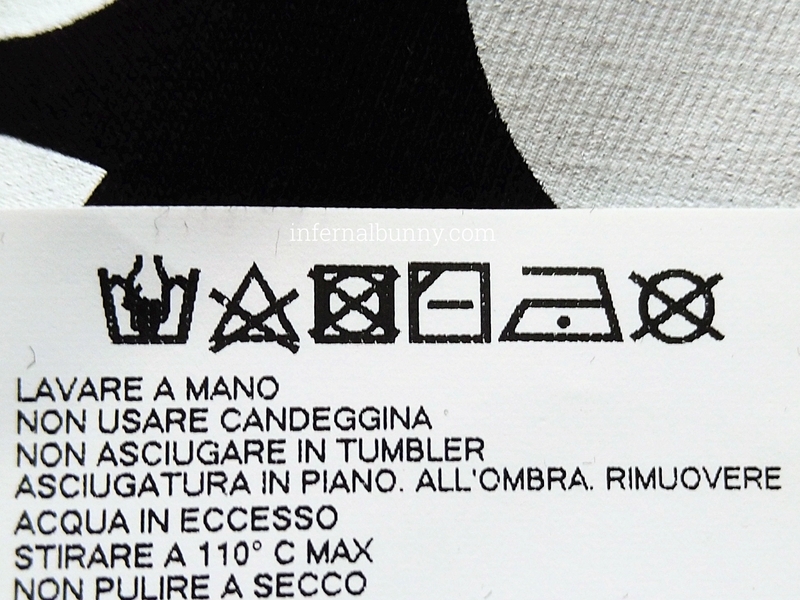 infernalbunny.com
LAVARE A MANO
NON USARE CANDEGGINA
NON ASCIUGARE IN TUMBLER
ASCIUGATURA IN PIANO. ALL'OMBRA. RIMUOVERE
ACQUA IN ECCESSO
STIRARE A 110° C MAX
NON PULIRE A SECCO